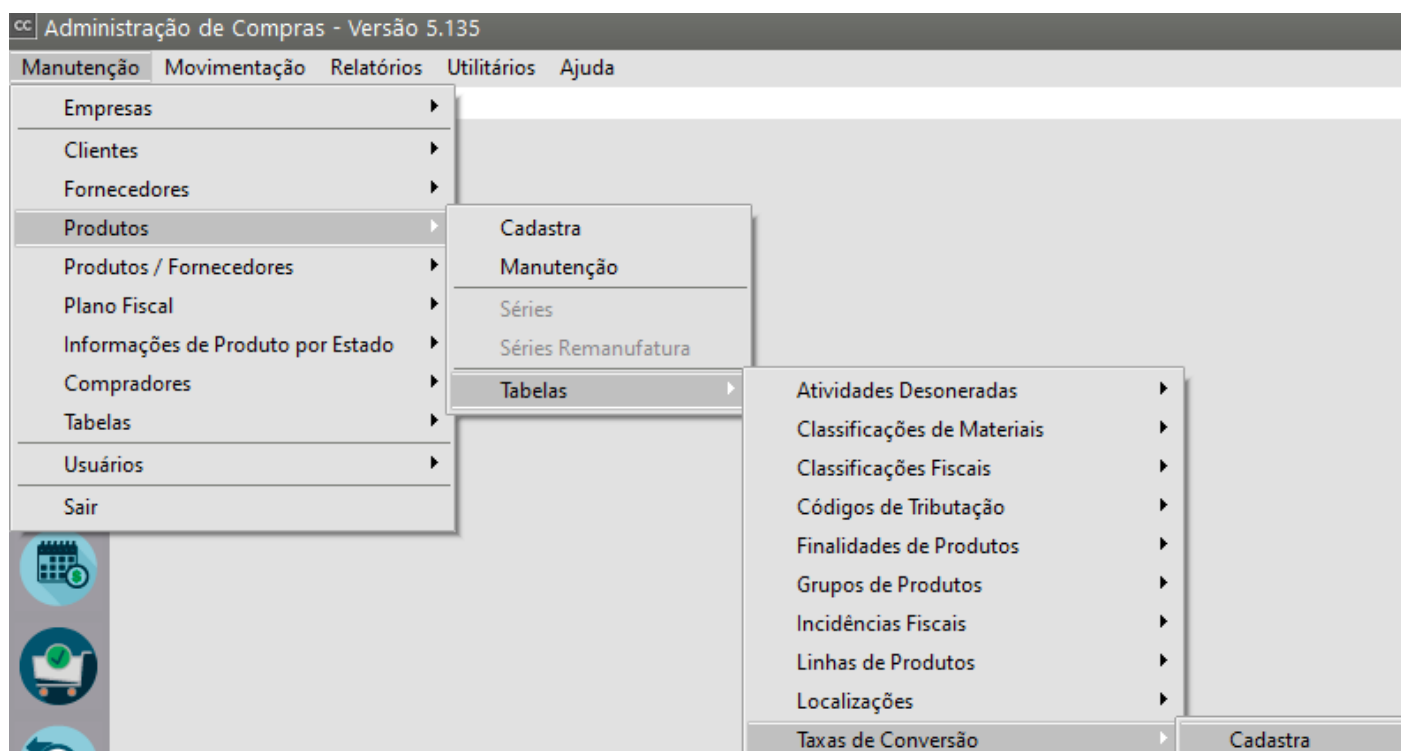 cc Administração de Compras - Versão 5.135
Manutenção Movimentação Relatórios Utilitários Ajuda
Empresas
Clientes
Fornecedores
Produtos
Produtos / Fornecedores
Plano Fiscal
Informações de Produto por Estado
Compradores
Tabelas
Usuários
Sair
Cadastra
Manutenção
Séries
Séries Remanufatura
Tabelas
Atividades Desoneradas
Classificações de Materiais
Classificações Fiscais
Códigos de Tributação
Finalidades de Produtos
Grupos de Produtos
Incidências Fiscais
Linhas de Produtos
Localizações
Taxas de Conversão
Cadastra